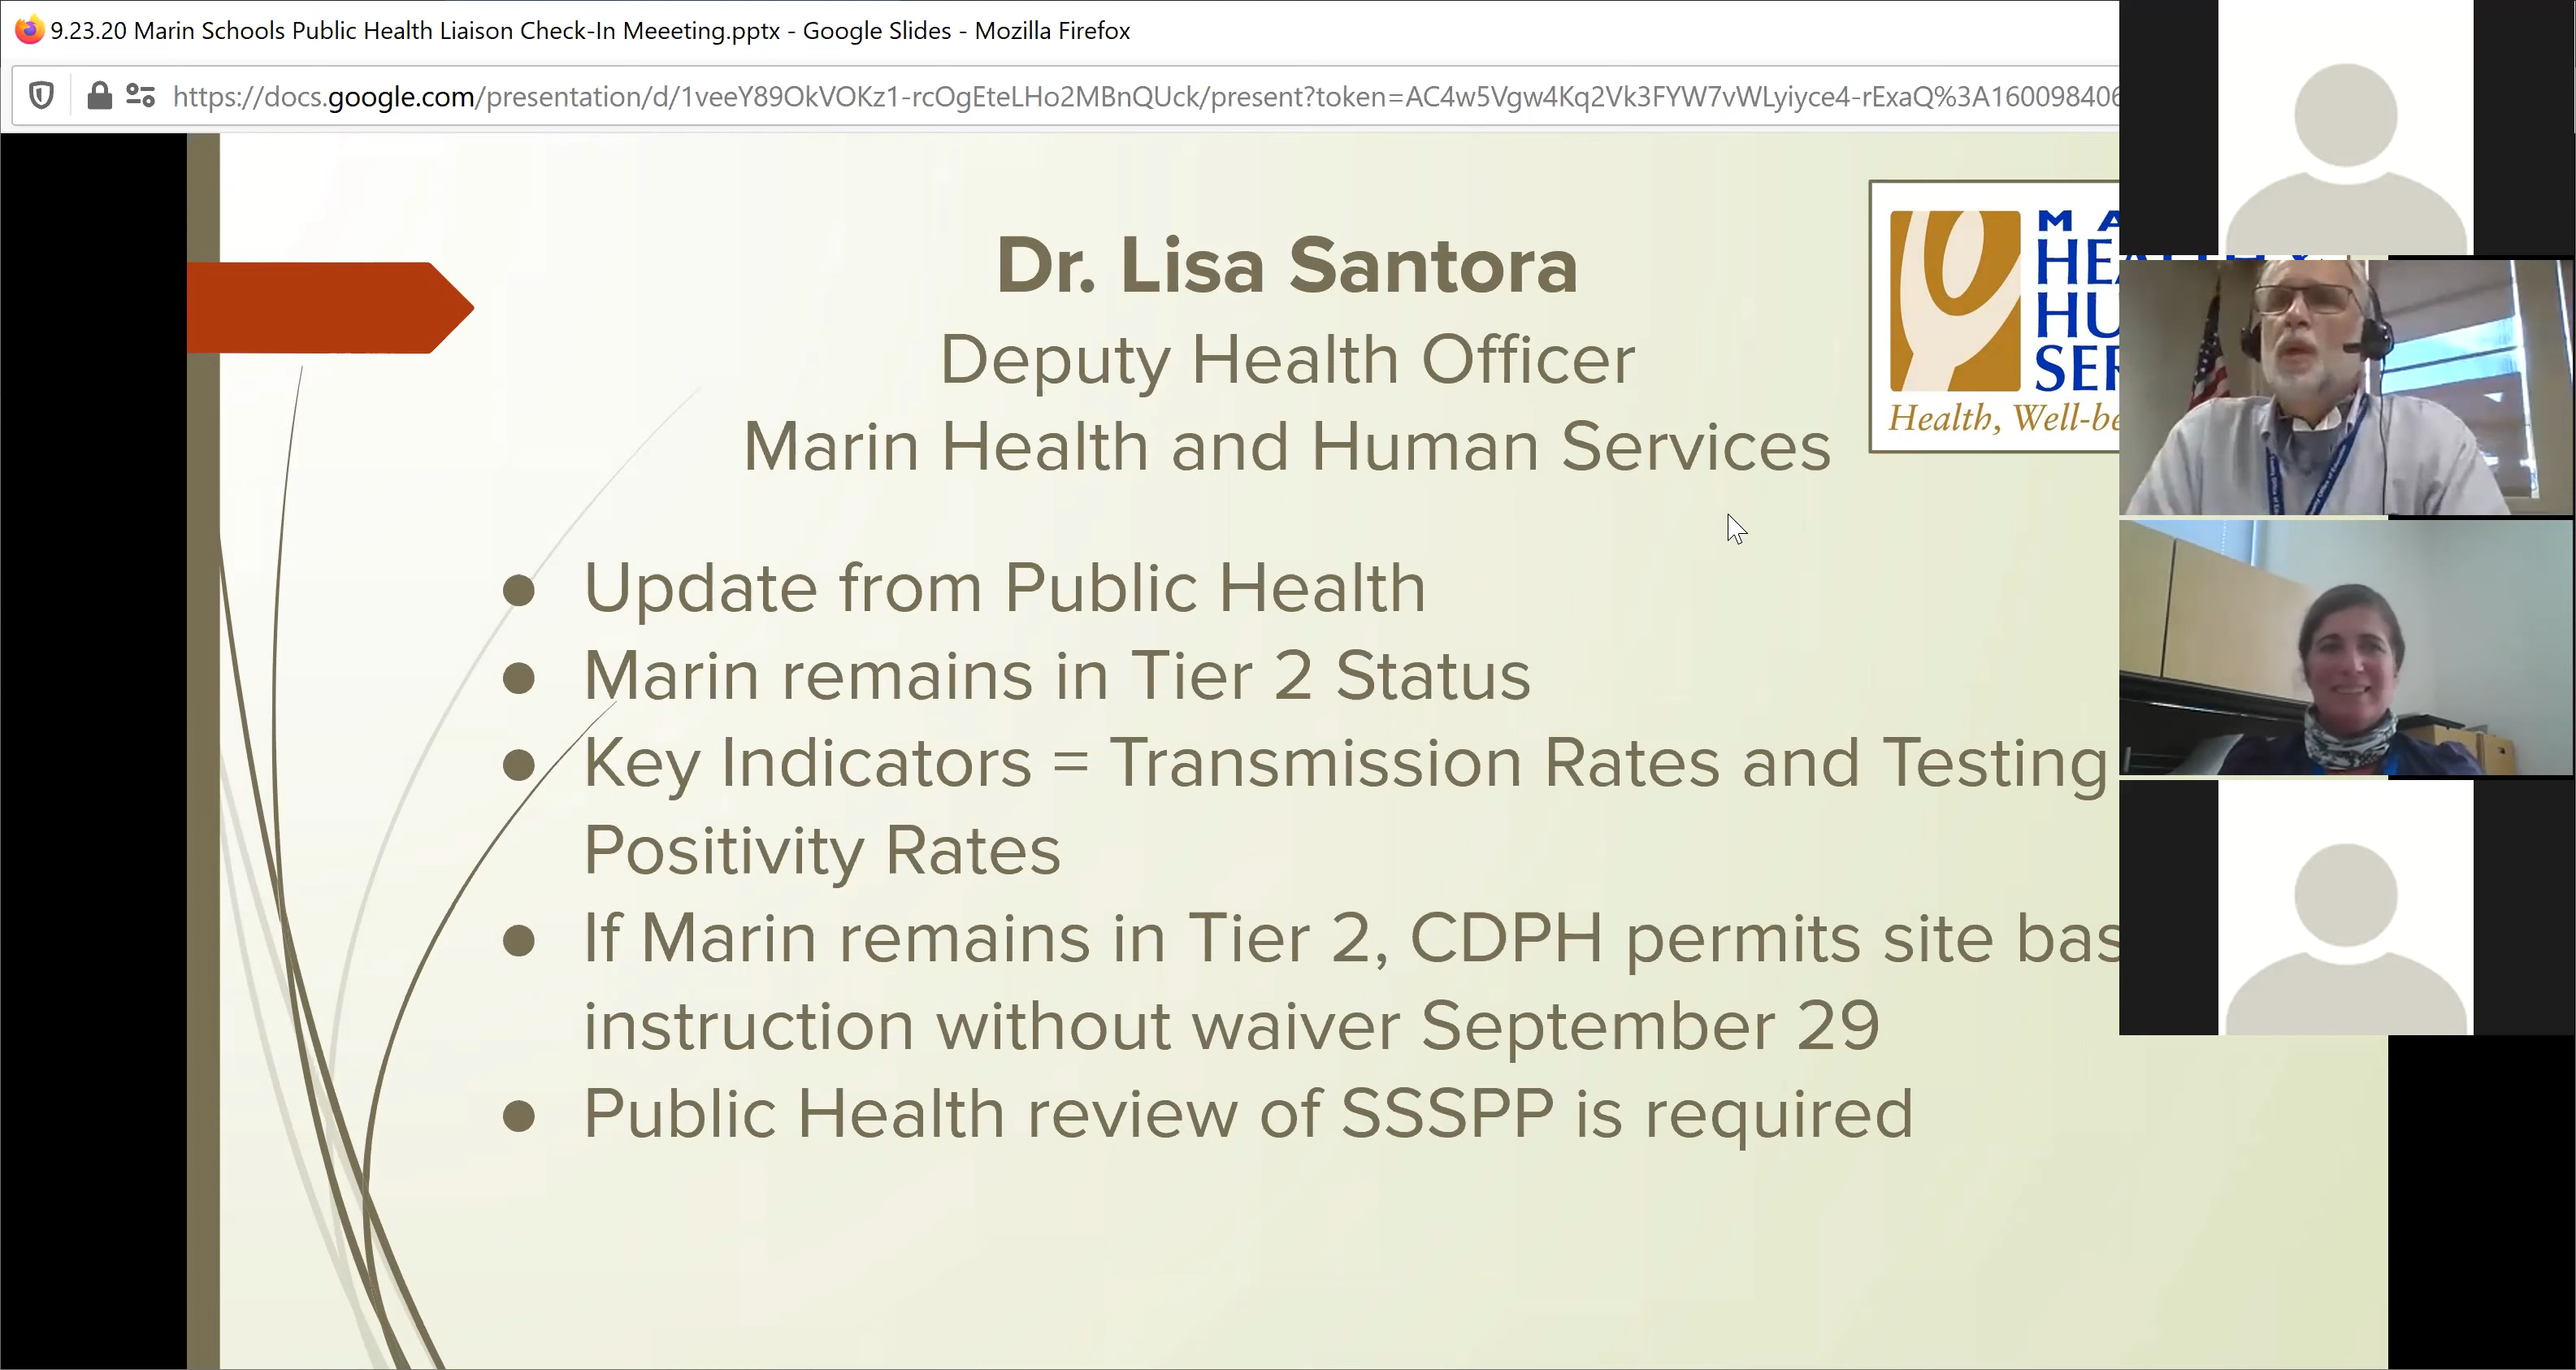 9.23.20 Marin Schools Public Health Liaison Check-In Meeeting.pptx - Google Slides - Mozilla Firefox
https://docs.google.com/presentation/d/1veeY89OkVOKz1-rcOgEteLHo2MBnQUck/present?token=AC4w5Vgw4Kq2Vk3FYW7vWLyiyce4-rExaQ%3A160098406
Dr. Lisa Santora
Deputy Health Officer
Marin Health and Human Services
Health,
● Update from Public Health
● Marin remains in Tier 2 Status
● Key Indicators = Transmission Rates and Testing
Positivity Rates
● If Marin remains in Tier 2, CDPH permits site bas
instruction without waiver September 29
● Public Health review of SSSPP is required